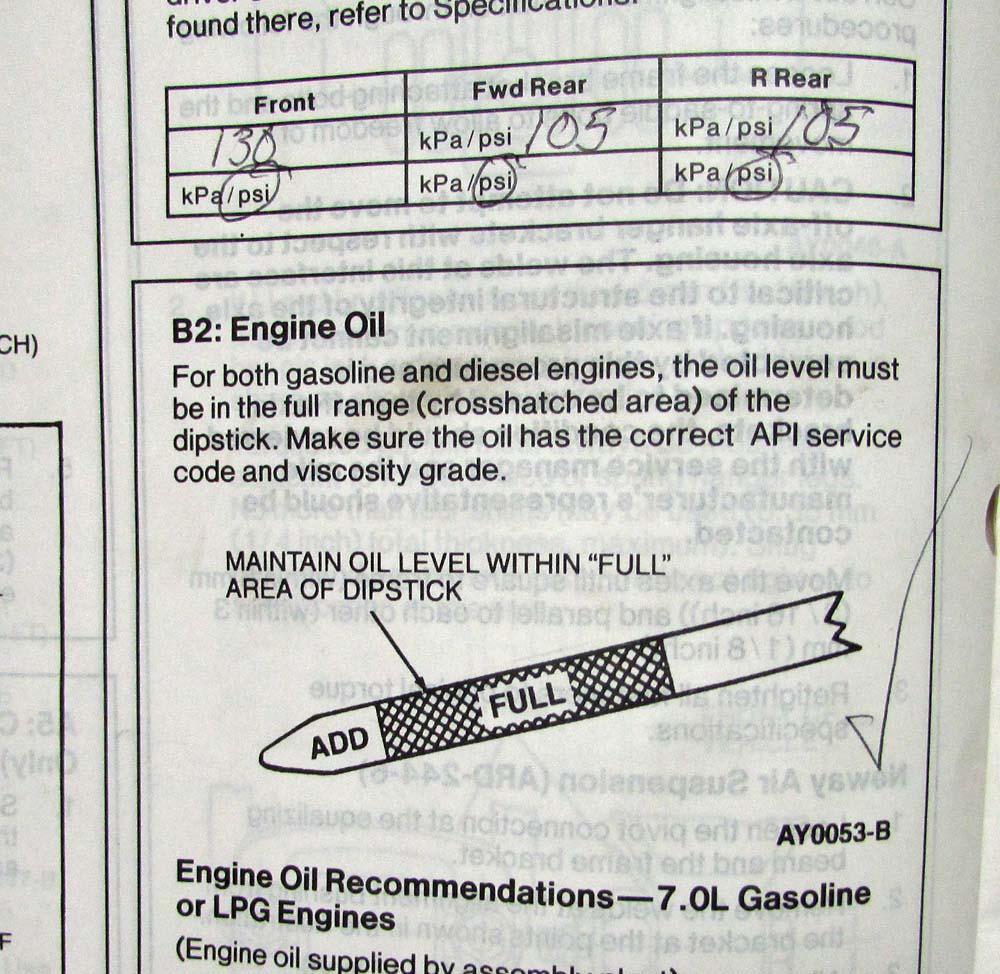 found there, refer to Specifications.
Front Fwd Rear R Rear
130 kPa/psi 105 kPa/psi 105
kPa/psi kPa/psi kPa/psi
B2: Engine Oil
For both gasoline and diesel engines, the oil level must
be in the full range (crosshatched area) of the
dipstick. Make sure the oil has the correct API service
code and viscosity grade.
MAINTAIN OIL LEVEL WITHIN “FULL”
AREA OF DIPSTICK
ADD FULL
AY0053-B
Engine Oil Recommendations—7.0L Gasoline
or LPG Engines
(Engine oil supplied by assembly plant)
CH)
F